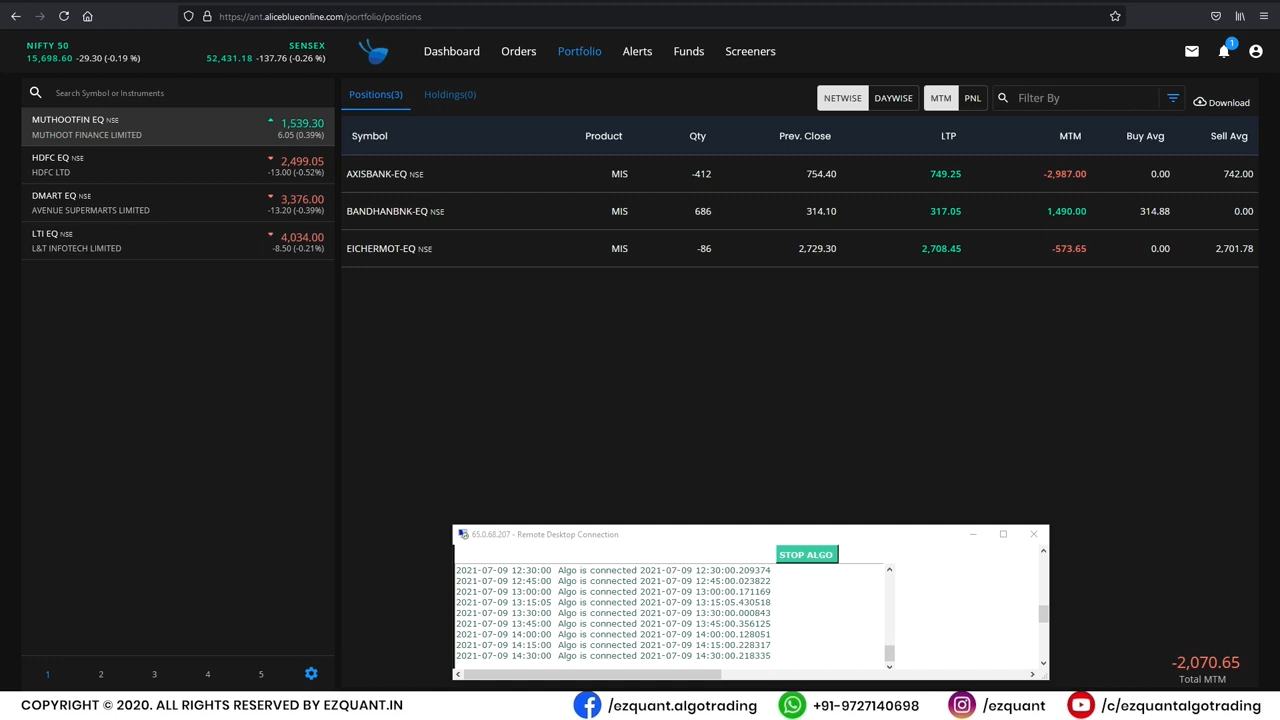 https://ant.aliceblueonline.com/portfolio/positions
NIFTY 50
15,698.60 -29.30 (-0.19 %)
SENSEX
52,431.18 -137.76 (-0.26 %)
Dashboard Orders Portfolio Alerts Funds Screeners
1
Search Symbol or Instruments
MUTHOOTFIN EQ NSE 1,539.30
MUTHOOT FINANCE LIMITED 6.05 (0.39%)
HDFC EQ NSE 2,499.05
HDFC LTD -13.00 (-0.52%)
DMART EQ NSE 3,376.00
AVENUE SUPERMARTS LIMITED -13.20 (-0.39%)
LTI EQ NSE 4,034.00
L&T INFOTECH LIMITED -8.50 (-0.21%)
1 2 3 4 5
Positions(3) Holdings(0) NETWISE DAYWISE MTM PNL Filter By Download
Symbol Product Qty Prev. Close LTP MTM Buy Avg Sell Avg
AXISBANK-EQ NSE MIS -412 754.40 749.25 -2,987.00 0.00 742.00
BANDHANBNK-EQ NSE MIS 686 314.10 317.05 1,490.00 314.88 0.00
EICHERMOT-EQ NSE MIS -86 2,729.30 2,708.45 -573.65 0.00 2,701.78
65.0.68.207 - Remote Desktop Connection
STOP ALGO
2021-07-09 12:30:00 Algo is connected 2021-07-09 12:30:00.209374
2021-07-09 12:45:00 Algo is connected 2021-07-09 12:45:00.023822
2021-07-09 13:00:00 Algo is connected 2021-07-09 13:00:00.171169
2021-07-09 13:15:05 Algo is connected 2021-07-09 13:15:05.430518
2021-07-09 13:30:00 Algo is connected 2021-07-09 13:30:00.000843
2021-07-09 13:45:00 Algo is connected 2021-07-09 13:45:00.356125
2021-07-09 14:00:00 Algo is connected 2021-07-09 14:00:00.128051
2021-07-09 14:15:00 Algo is connected 2021-07-09 14:15:00.228317
2021-07-09 14:30:00 Algo is connected 2021-07-09 14:30:00.218335
-2,070.65
Total MTM
COPYRIGHT © 2020. ALL RIGHTS RESERVED BY EZQUANT.IN /ezquant.algotrading +91-9727140698 /ezquant /c/ezquantalgotrading